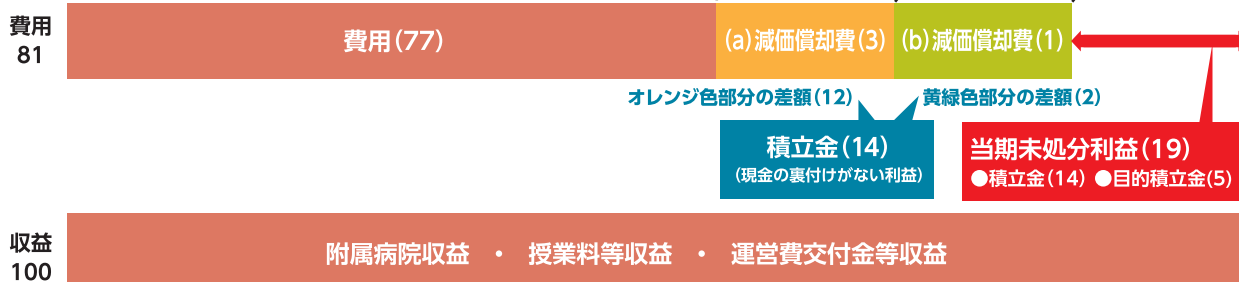 費用
81
費用(77)
(a)減価償却費(3)
(b)減価償却費(1)
オレンジ色部分の差額(12)
黄緑色部分の差額(2)
積立金(14)
(現金の裏付けがない利益)
当期未処分利益(19)
●積立金(14) ●目的積立金(5)
収益
100
附属病院収益 ・ 授業料等収益 ・ 運営費交付金等収益